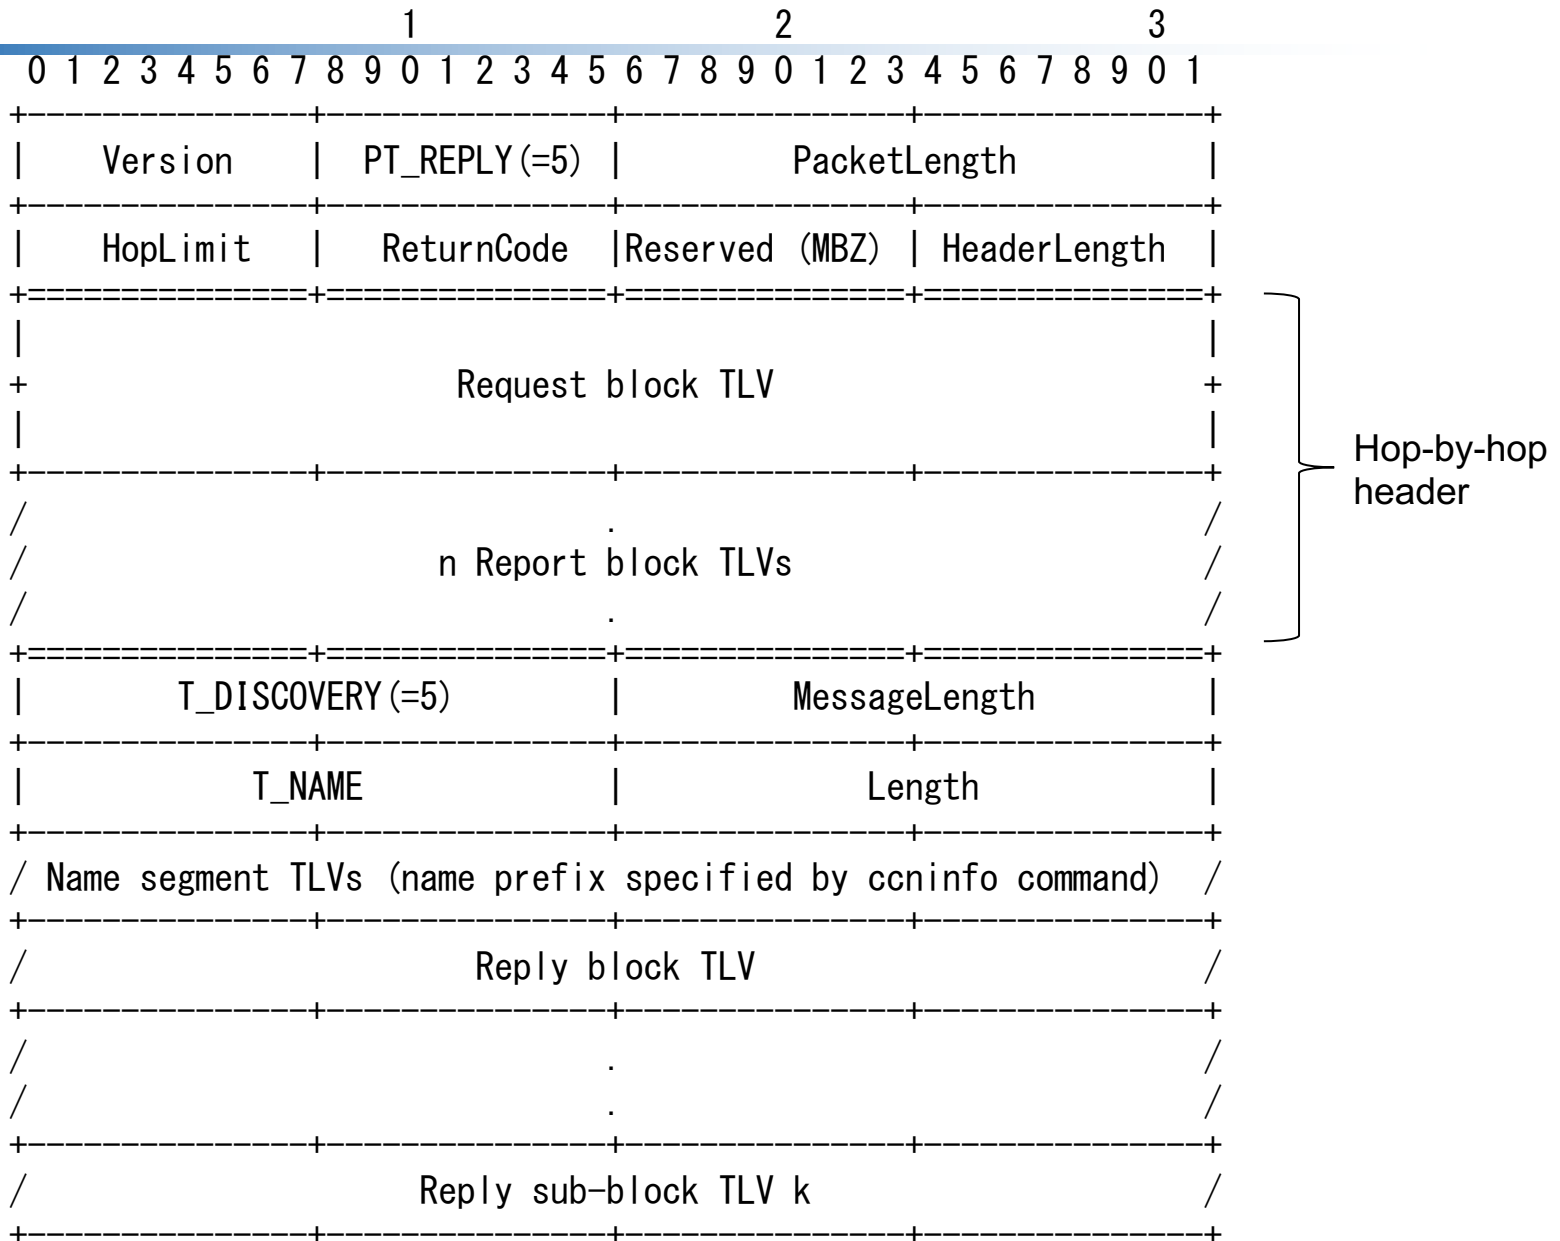 1                   2                   3
 0 1 2 3 4 5 6 7 8 9 0 1 2 3 4 5 6 7 8 9 0 1 2 3 4 5 6 7 8 9 0 1
+---------------+---------------+---------------+---------------+
|    Version    |  PT_REPLY(=5) |         PacketLength          |
+---------------+---------------+---------------+---------------+
|    HopLimit   |   ReturnCode  |Reserved (MBZ) | HeaderLength  |
+===============+===============+===============+===============+
|                                                               |
+                       Request block TLV                       +
|                                                               |
+---------------+---------------+---------------+---------------+
/                               .                               /
/                      n Report block TLVs                      /
/                               .                               /
+===============+===============+===============+===============+
|        T_DISCOVERY(=5)        |         MessageLength         |
+---------------+---------------+---------------+---------------+
|            T_NAME             |             Length            |
+---------------+---------------+---------------+---------------+
/ Name segment TLVs (name prefix specified by ccninfo command)  /
+---------------+---------------+---------------+---------------+
/                        Reply block TLV                        /
+---------------+---------------+---------------+---------------+
/                               .                               /
/                               .                               /
+---------------+---------------+---------------+---------------+
/                     Reply sub-block TLV k                     /
+---------------+---------------+---------------+---------------+
Hop-by-hop
header